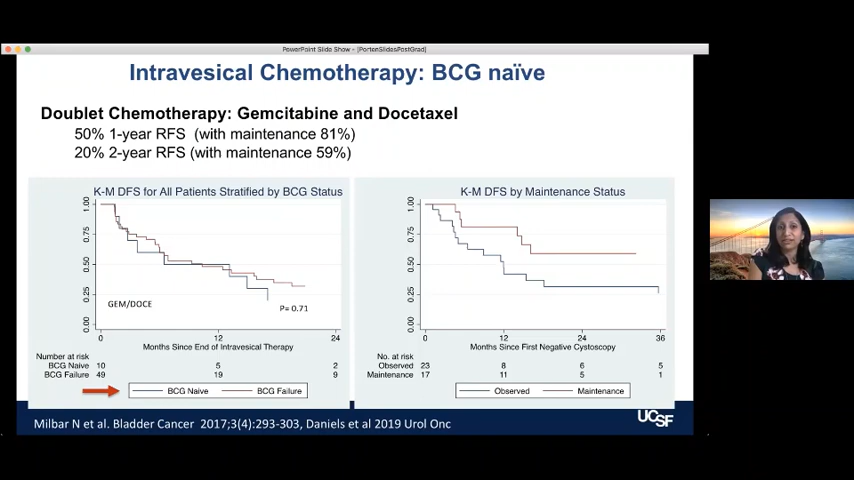 PowerPoint Slide Show - [PortenSlidesPostGrad]
Intravesical Chemotherapy: BCG naïve
Doublet Chemotherapy: Gemcitabine and Docetaxel
50% 1-year RFS (with maintenance 81%)
20% 2-year RFS (with maintenance 59%)
K-M DFS for All Patients Stratified by BCG Status
1.00
0.75
0.50
0.25
0.00
GEM/DOCE
P= 0.71
0 12 24
Months Since End of Intravesical Therapy
Number at risk
BCG Naive 10 5 2
BCG Failure 49 19 9
BCG Naive BCG Failure
K-M DFS by Maintenance Status
1.00
0.75
0.50
0.25
0.00
0 12 24 36
Months Since First Negative Cystoscopy
No. at risk
Observed 23 8 6 5
Maintenance 17 11 5 1
Observed Maintenance
Milbar N et al. Bladder Cancer 2017;3(4):293-303, Daniels et al 2019 Urol Onc
UCSF